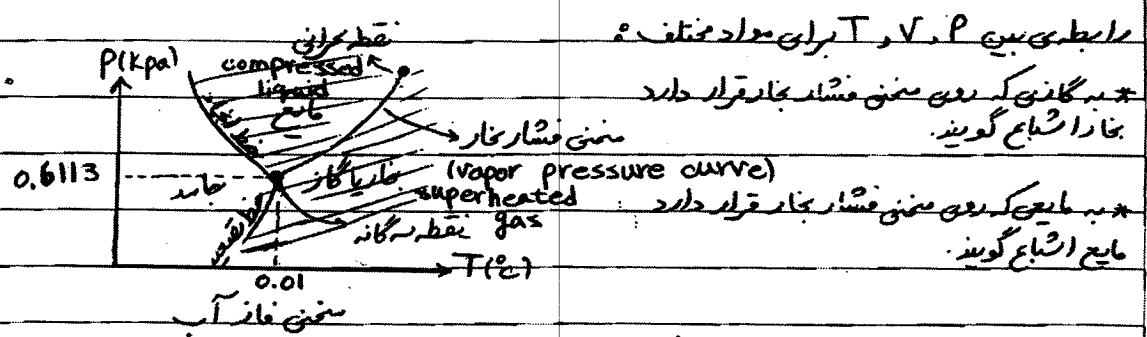 رابطه‌ی بین P ، V و T برای مواد مختلف :
* به گازی که روی منحنی فشار بخار قرار دارد
بخار اشباع گویند.
* به مایعی که روی منحنی فشار بخار قرار دارد
مایع اشباع گویند.
نقطه بحرانی
P(kpa)
compressed
liquid
مایع
منحنی فشار بخار
(vapor pressure curve)
0.6113
جامد
بخار یا گاز
superheated
gas
نقطه سه گانه
T(°c)
0.01
منحنی فاز آب